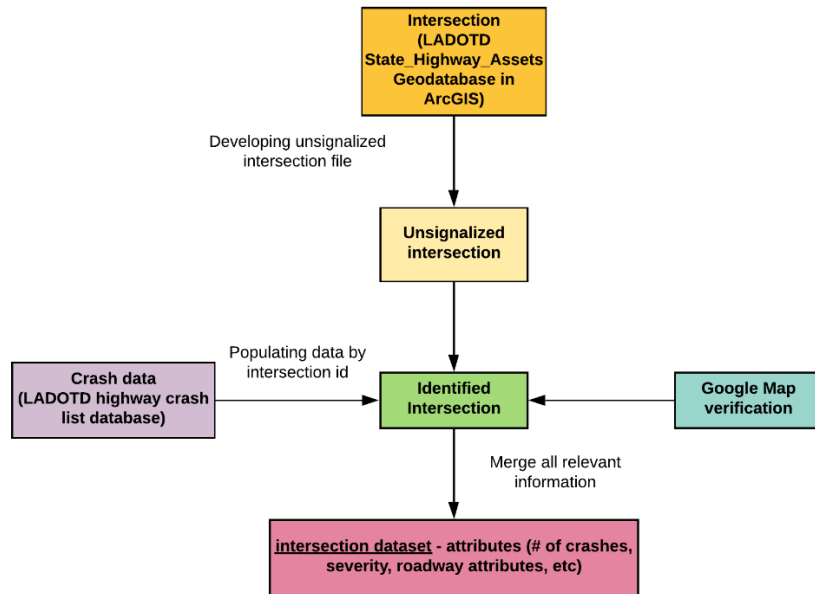 Intersection
(LADOTD
State_Highway_Assets
Geodatabase in
ArcGIS)
Developing unsignalized
intersection file
Unsignalized
intersection
Populating data by
intersection id
Crash data
(LADOTD highway crash
list database)
Identified
Intersection
Google Map
verification
Merge all relevant
information
intersection dataset - attributes (# of crashes,
severity, roadway attributes, etc)